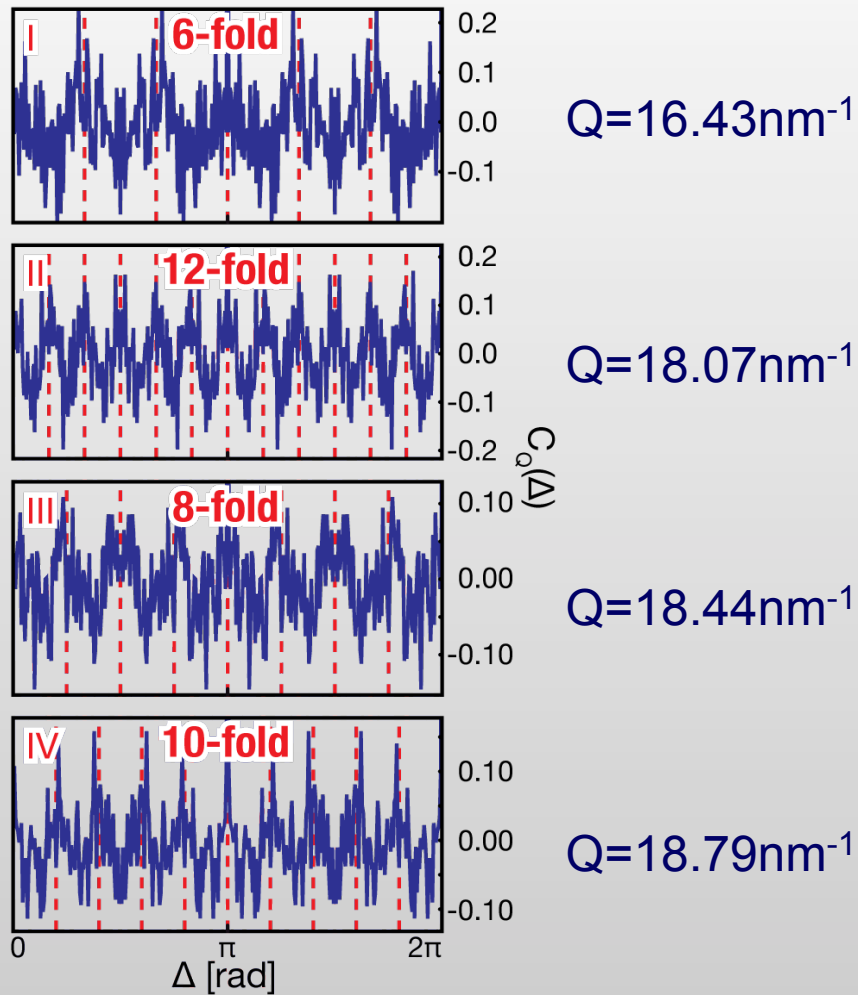 I
6-fold
0.2
0.1
0.0
-0.1
Q=16.43nm⁻¹
II
12-fold
0.2
0.1
0.0
-0.1
-0.2
Q=18.07nm⁻¹
C_Q(Δ)
III
8-fold
0.10
0.00
-0.10
Q=18.44nm⁻¹
IV
10-fold
0.10
0.00
-0.10
Q=18.79nm⁻¹
0 π 2π
Δ [rad]